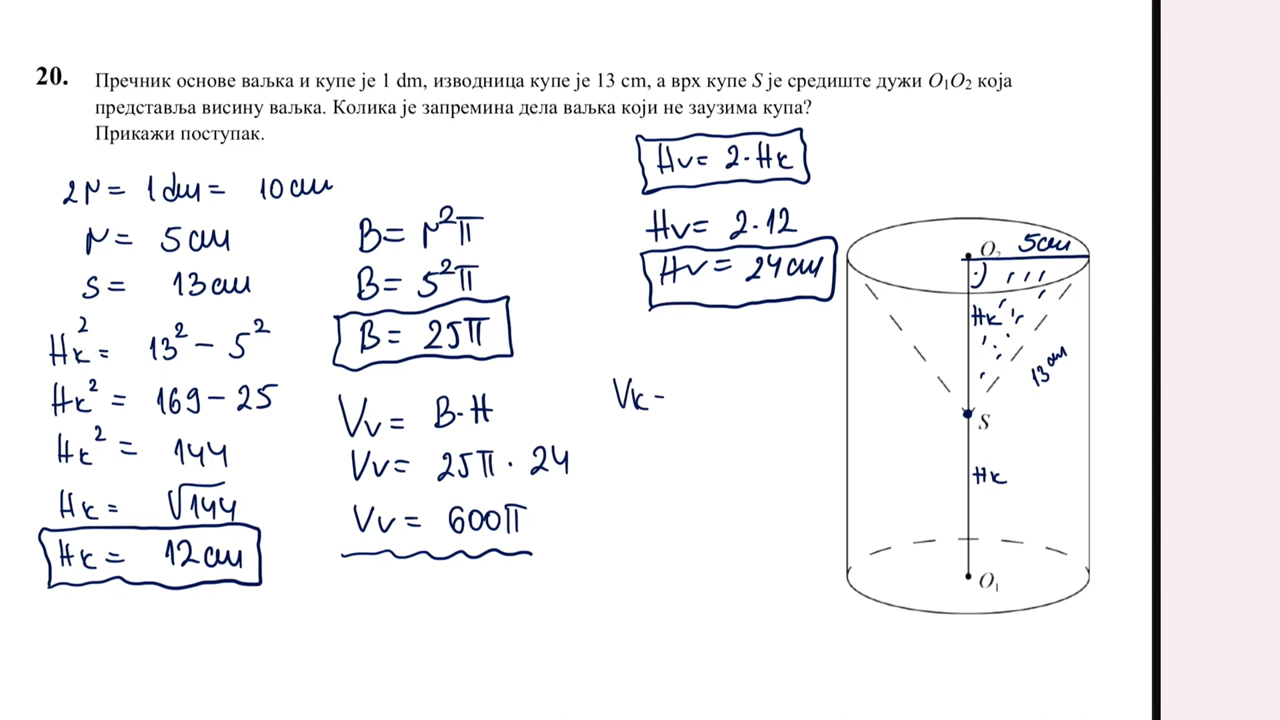 20. Пречник основе ваљка и купе је 1 dm, изводница купе је 13 cm, а врх купе S је средиште дужи O₁O₂ која
представља висину ваљка. Колика је запремина дела ваљка који не заузима купа?
Прикажи поступак.
2r = 1dm = 10cm
r = 5cm
s = 13cm
Hk² = 13² - 5²
Hk² = 169 - 25
Hk² = 144
Hk = √144
Hk = 12cm
B = r²π
B = 5²π
B = 25π
Vv = B·H
Vv = 25π · 24
Vv = 600π
Hv = 2·Hk
Hv = 2·12
Hv = 24cm
Vk -
O₂ 5cm
Hk
13cm
S
Hk
O₁